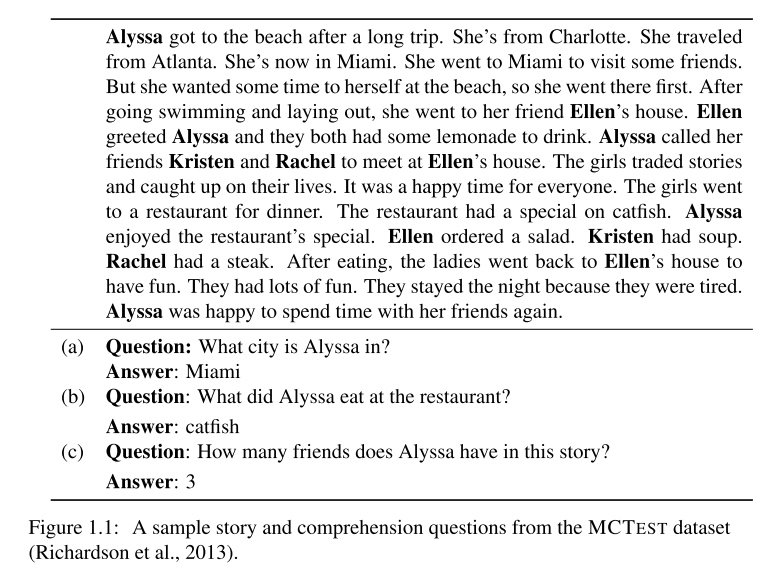 Alyssa got to the beach after a long trip. She's from Charlotte. She traveled
from Atlanta. She's now in Miami. She went to Miami to visit some friends.
But she wanted some time to herself at the beach, so she went there first. After
going swimming and laying out, she went to her friend Ellen's house. Ellen
greeted Alyssa and they both had some lemonade to drink. Alyssa called her
friends Kristen and Rachel to meet at Ellen's house. The girls traded stories
and caught up on their lives. It was a happy time for everyone. The girls went
to a restaurant for dinner. The restaurant had a special on catfish. Alyssa
enjoyed the restaurant's special. Ellen ordered a salad. Kristen had soup.
Rachel had a steak. After eating, the ladies went back to Ellen's house to
have fun. They had lots of fun. They stayed the night because they were tired.
Alyssa was happy to spend time with her friends again.
(a) Question: What city is Alyssa in?
Answer: Miami
(b) Question: What did Alyssa eat at the restaurant?
Answer: catfish
(c) Question: How many friends does Alyssa have in this story?
Answer: 3
Figure 1.1: A sample story and comprehension questions from the MCTEST dataset
(Richardson et al., 2013).